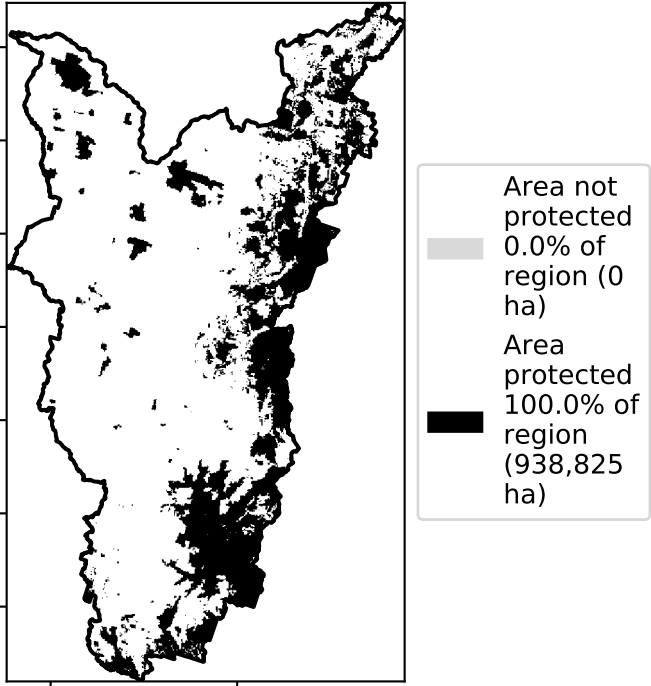 Area not
protected
0.0% of
region (0
ha)
Area
protected
100.0% of
region
(938,825
ha)